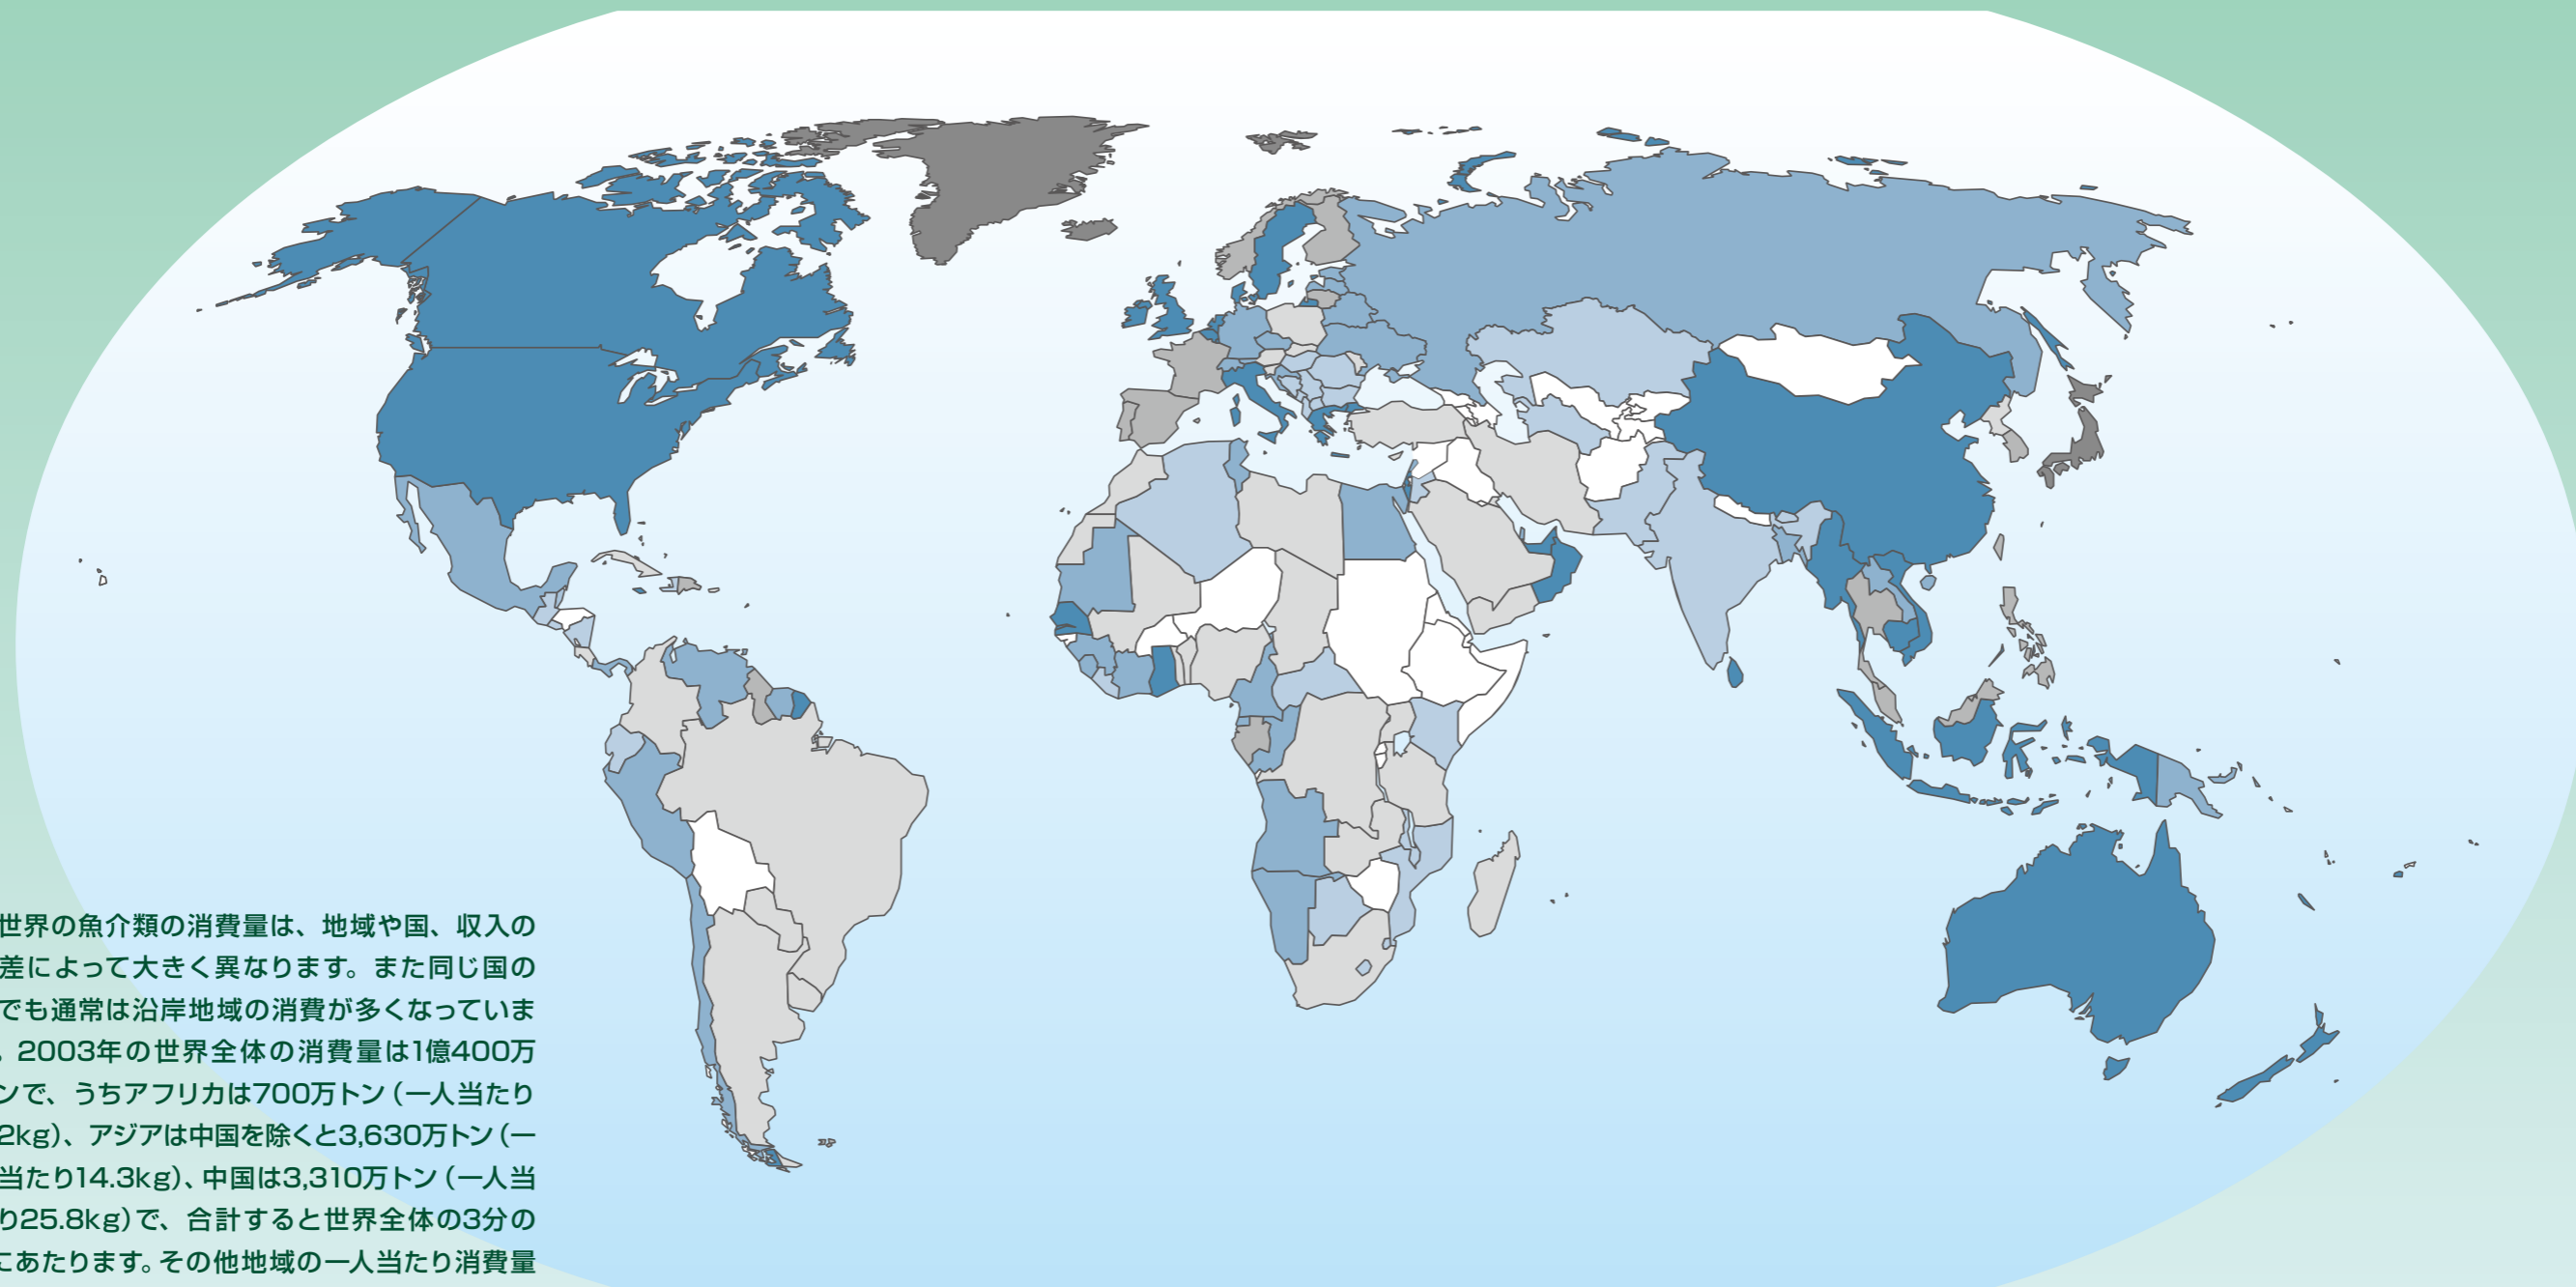 世界の魚介類の消費量は、地域や国、収入の
差によって大きく異なります。また同じ国の
でも通常は沿岸地域の消費が多くなっていま
。2003年の世界全体の消費量は1億400万
ンで、うちアフリカは700万トン（一人当たり
2kg）、アジアは中国を除くと3,630万トン（一
当たり14.3kg）、中国は3,310万トン（一人当
り25.8kg）で、合計すると世界全体の3分の
にあたります。その他地域の一人当たり消費量